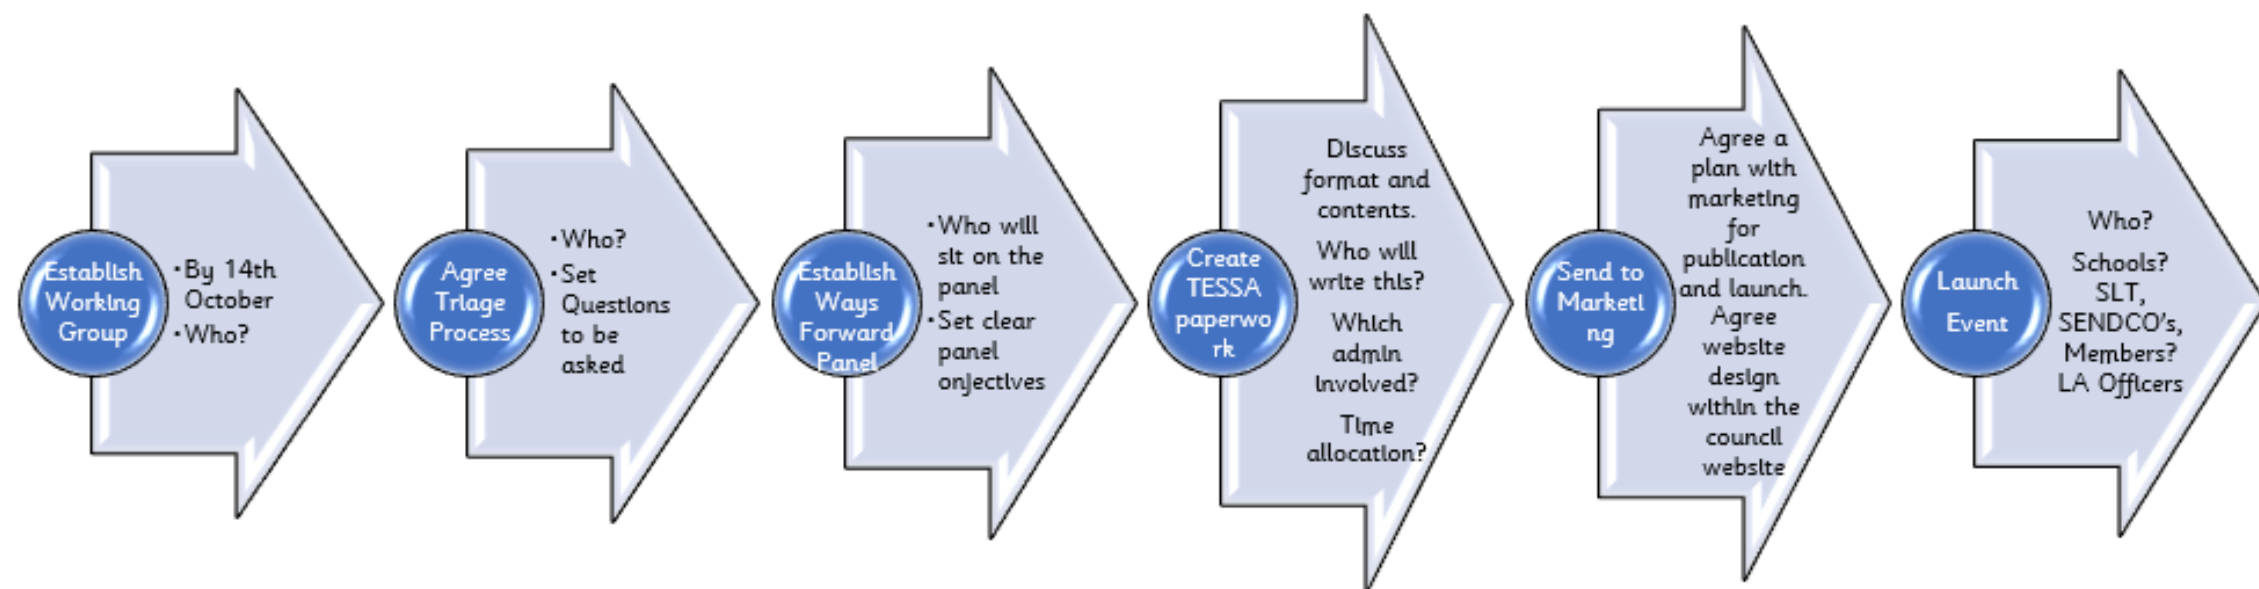 Establish
Working
Group
•By 14th
October
•Who?
Agree
Triage
Process
•Who?
•Set
Questions
to be
asked
Establish
Ways
Forward
Panel
•Who will
sit on the
panel
•Set clear
panel
onjectives
Create
TESSA
paperwo
rk
Discuss
format and
contents.
Who will
write this?
Which
admin
involved?
Time
allocation?
Send to
Marketi
ng
Agree a
plan with
marketing
for
publication
and launch.
Agree
website
design
within the
council
website
Launch
Event
Who?
Schools?
SLT,
SENDCO's,
Members?
LA Officers